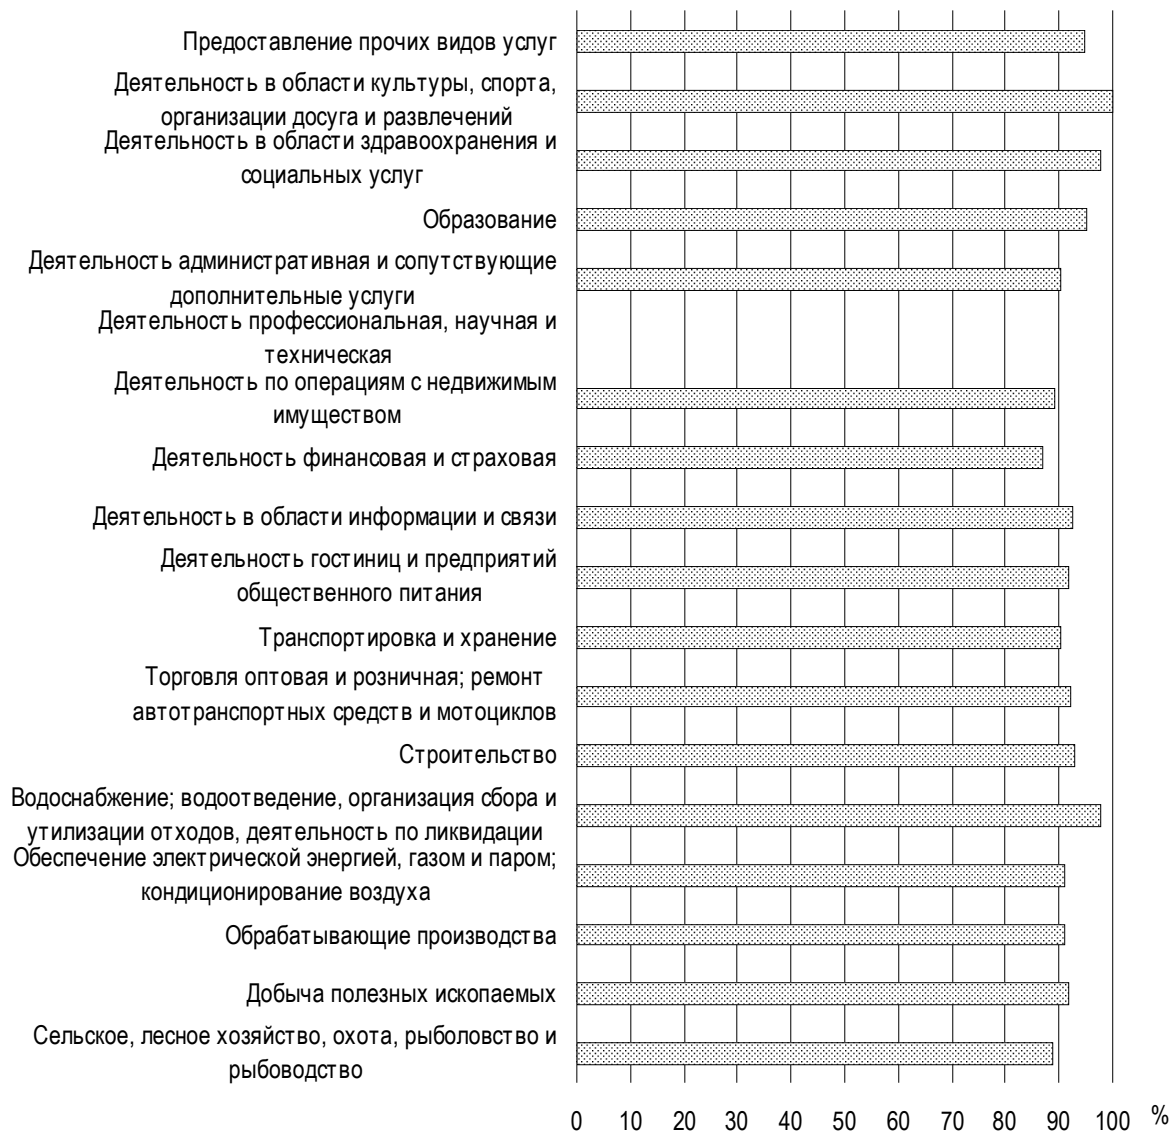 Предоставление прочих видов услуг
Деятельность в области культуры, спорта,
организации досуга и развлечений
Деятельность в области здравоохранения и
социальных услуг
Образование
Деятельность административная и сопутствующие
дополнительные услуги
Деятельность профессиональная, научная и
техническая
Деятельность по операциям с недвижимым
имуществом
Деятельность финансовая и страховая
Деятельность в области информации и связи
Деятельность гостиниц и предприятий
общественного питания
Транспортировка и хранение
Торговля оптовая и розничная; ремонт
автотранспортных средств и мотоциклов
Строительство
Водоснабжение; водоотведение, организация сбора и
утилизации отходов, деятельность по ликвидации
Обеспечение электрической энергией, газом и паром;
кондиционирование воздуха
Обрабатывающие производства
Добыча полезных ископаемых
Сельское, лесное хозяйство, охота, рыболовство и
рыбоводство
0 10 20 30 40 50 60 70 80 90 100 %